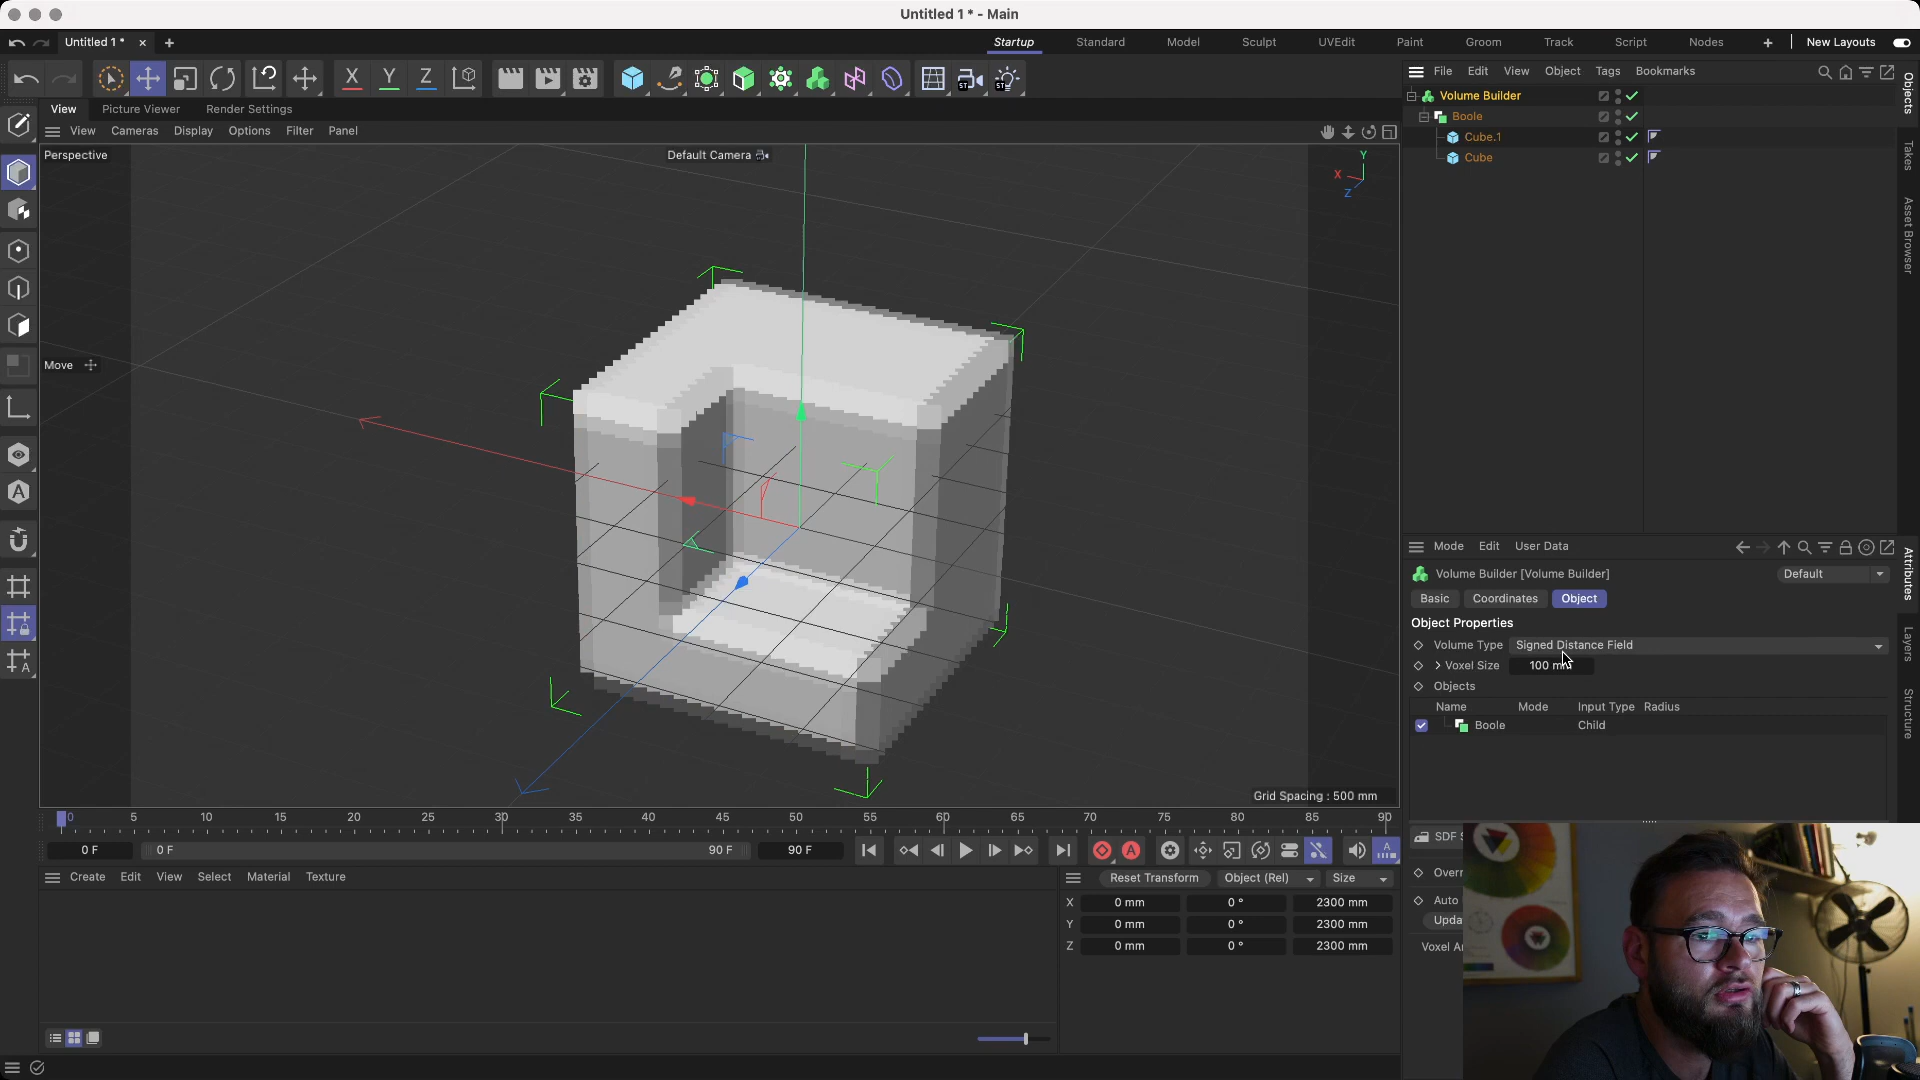 Untitled 1 * - Main
Untitled 1 *
Startup
Standard
Model
Sculpt
UVEdit
Paint
Groom
Track
Script
Nodes
New Layouts
X
Y
Z
File
Edit
View
Object
Tags
Bookmarks
View
Picture Viewer
Render Settings
View
Cameras
Display
Options
Filter
Panel
Perspective
Default Camera
Y
X
Z
Move
Grid Spacing : 500 mm
Volume Builder
Boole
Cube.1
Cube
Objects
Takes
Asset Browser
Mode
Edit
User Data
Volume Builder [Volume Builder]
Default
Basic
Coordinates
Object
Object Properties
Volume Type
Signed Distance Field
Voxel Size
100 mm
Objects
Name
Mode
Input Type
Radius
Boole
Child
Attributes
Layers
Structure
0
5
10
15
20
25
30
35
40
45
50
55
60
65
70
75
80
85
90
0 F
0 F
90 F
90 F
Create
Edit
View
Select
Material
Texture
Reset Transform
Object (Rel)
Size
X
0 mm
0 °
2300 mm
Y
0 mm
0 °
2300 mm
Z
0 mm
0 °
2300 mm
SDF S
Overr
Auto
Upda
Voxel A